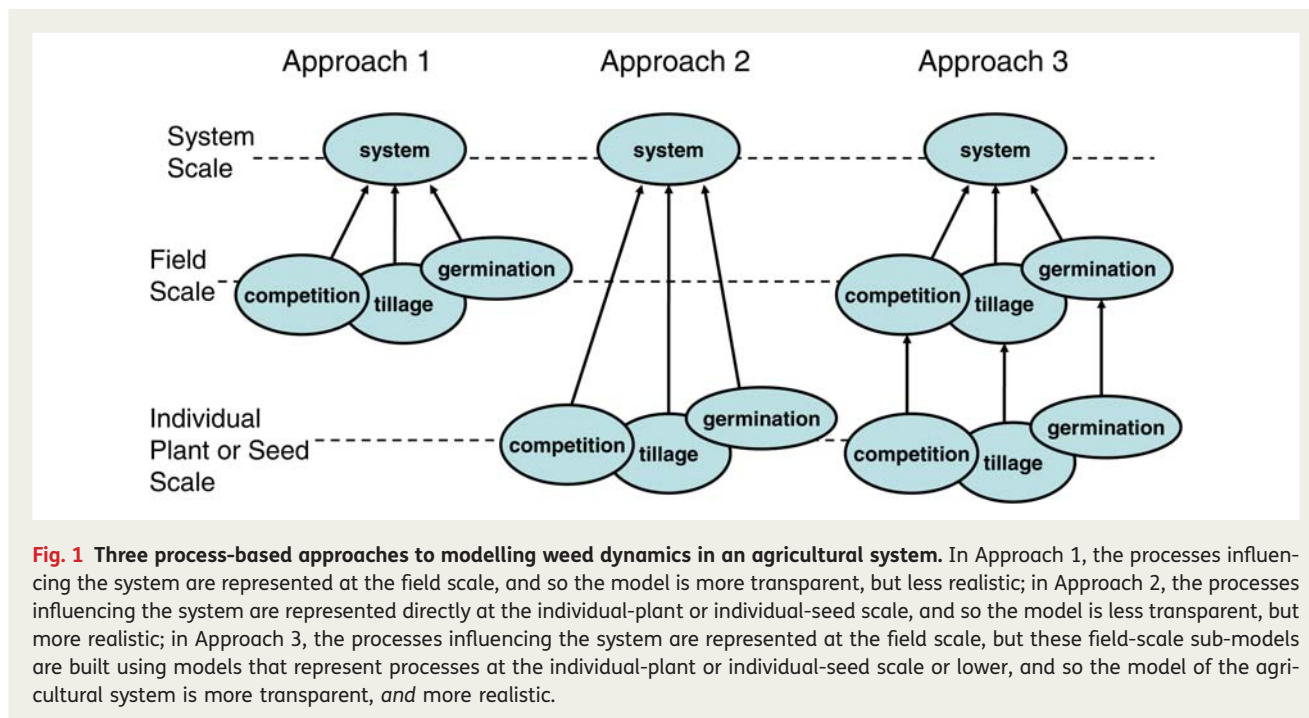 Approach 1
Approach 2
Approach 3
System
Scale
system
system
system
Field
Scale
competition
tillage
germination
competition
tillage
germination
Individual
Plant or Seed
Scale
competition
tillage
germination
competition
tillage
germination
Fig. 1 Three process-based approaches to modelling weed dynamics in an agricultural system. In Approach 1, the processes influen-
cing the system are represented at the field scale, and so the model is more transparent, but less realistic; in Approach 2, the processes
influencing the system are represented directly at the individual-plant or individual-seed scale, and so the model is less transparent, but
more realistic; in Approach 3, the processes influencing the system are represented at the field scale, but these field-scale sub-models
are built using models that represent processes at the individual-plant or individual-seed scale or lower, and so the model of the agri-
cultural system is more transparent, and more realistic.